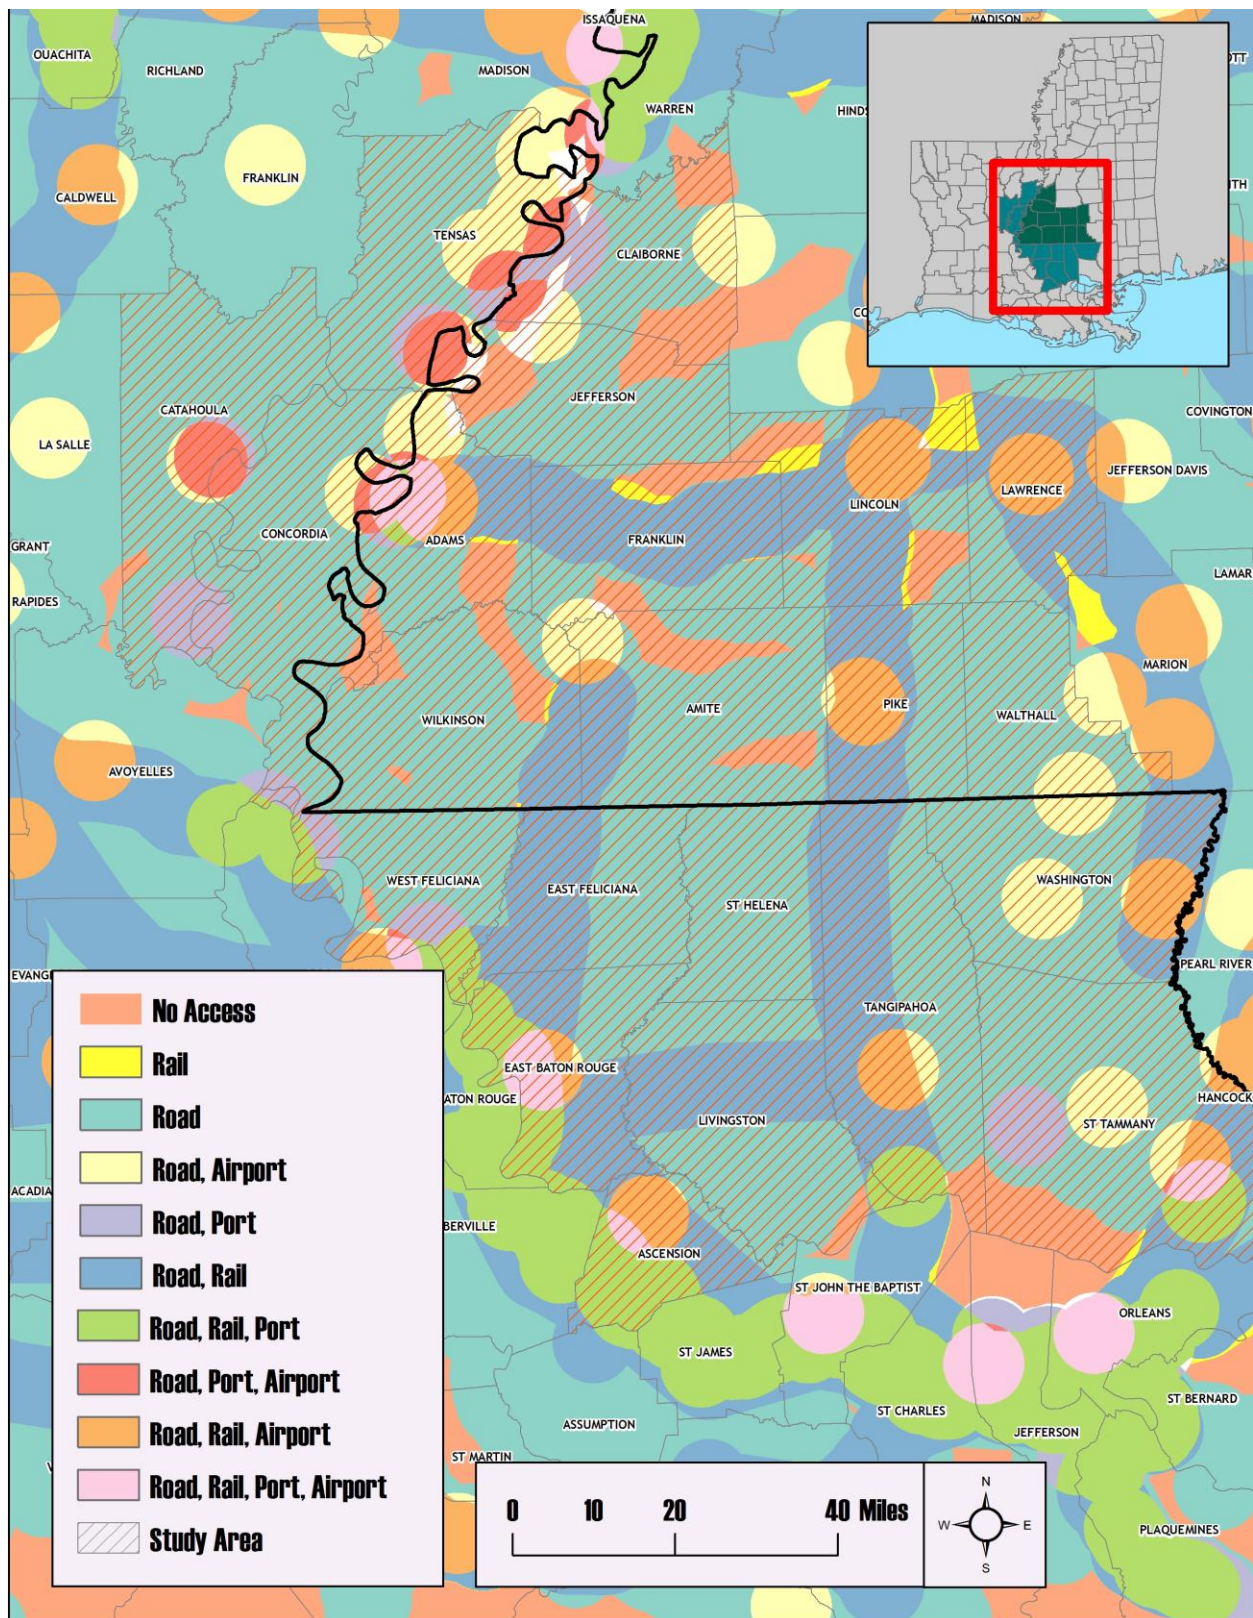 ISSAQUENA
MADISON
OUACHITA
RICHLAND
MADISON
WARREN
HINDS
FRANKLIN
CALDWELL
TENSAS
CLAIBORNE
CATAHOULA
JEFFERSON
COVINGTON
LA SALLE
JEFFERSON DAVIS
LAWRENCE
LINCOLN
CONCORDIA
ADAMS
FRANKLIN
GRANT
LAMAR
RAPIDES
MARION
AMITE
PIKE
WALTHALL
WILKINSON
AVOYELLES
WEST FELICIANA
EAST FELICIANA
WASHINGTON
ST HELENA
PEARL RIVER
EVANG
TANGIPAHOA
EAST BATON ROUGE
ATON ROUGE
HANCOCK
LIVINGSTON
ST TAMMANY
ACADIA
BERVILLE
ASCENSION
ST JOHN THE BAPTIST
ORLEANS
ST JAMES
ST BERNARD
ST CHARLES
ASSUMPTION
JEFFERSON
ST MARTIN
PLAQUEMINES
No Access
Rail
Road
Road, Airport
Road, Port
Road, Rail
Road, Rail, Port
Road, Port, Airport
Road, Rail, Airport
Road, Rail, Port, Airport
Study Area
0 10 20 40 Miles
N
W E
S